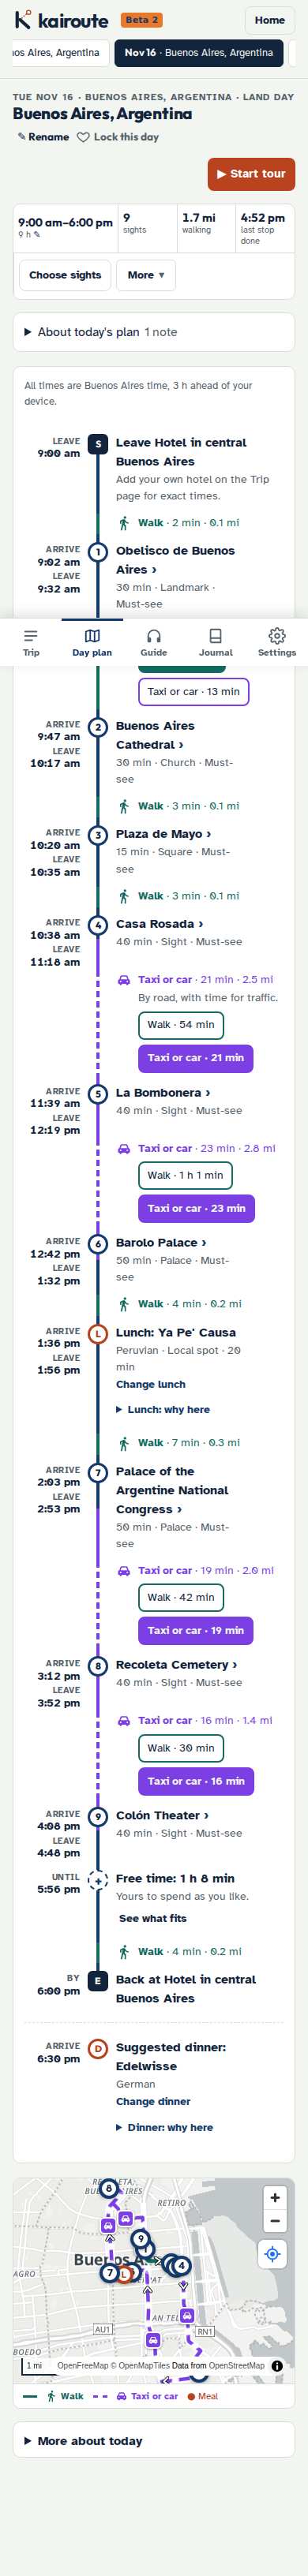 kairoute Beta 2 Home
os Aires, Argentina Nov 16 · Buenos Aires, Argentina
TUE NOV 16 · BUENOS AIRES, ARGENTINA · LAND DAY
Buenos Aires, Argentina
✎ Rename ♡ Lock this day
▶ Start tour
9:00 am–6:00 pm 9 1.7 mi 4:52 pm
9 h ✎ sights walking last stop
done
Choose sights More ▾
▶ About today's plan 1 note
All times are Buenos Aires time, 3 h ahead of your
device.
LEAVE
9:00 am
S
Leave Hotel in central
Buenos Aires
Add your own hotel on the Trip
page for exact times.
Walk · 2 min · 0.1 mi
ARRIVE
9:02 am
LEAVE
9:32 am
1
Obelisco de Buenos
Aires ›
30 min · Landmark ·
Must-see
Trip Day plan Guide Journal Settings
Taxi or car · 13 min
ARRIVE
9:47 am
LEAVE
10:17 am
2
Buenos Aires
Cathedral ›
30 min · Church · Must-
see
Walk · 3 min · 0.1 mi
ARRIVE
10:20 am
LEAVE
10:35 am
3
Plaza de Mayo ›
15 min · Square · Must-
see
Walk · 3 min · 0.1 mi
ARRIVE
10:38 am
LEAVE
11:18 am
4
Casa Rosada ›
40 min · Sight · Must-see
Taxi or car · 21 min · 2.5 mi
By road, with time for traffic.
Walk · 54 min
Taxi or car · 21 min
ARRIVE
11:39 am
LEAVE
12:19 pm
5
La Bombonera ›
40 min · Sight · Must-see
Taxi or car · 23 min · 2.8 mi
Walk · 1 h 1 min
Taxi or car · 23 min
ARRIVE
12:42 pm
LEAVE
1:32 pm
6
Barolo Palace ›
50 min · Palace · Must-
see
Walk · 4 min · 0.2 mi
ARRIVE
1:36 pm
LEAVE
1:56 pm
L
Lunch: Ya Pe' Causa
Peruvian · Local spot · 20
min
Change lunch
▶ Lunch: why here
Walk · 7 min · 0.3 mi
ARRIVE
2:03 pm
LEAVE
2:53 pm
7
Palace of the
Argentine National
Congress ›
50 min · Palace · Must-
see
Taxi or car · 19 min · 2.0 mi
Walk · 42 min
Taxi or car · 19 min
ARRIVE
3:12 pm
LEAVE
3:52 pm
8
Recoleta Cemetery ›
40 min · Sight · Must-see
Taxi or car · 16 min · 1.4 mi
Walk · 30 min
Taxi or car · 16 min
ARRIVE
4:08 pm
LEAVE
4:48 pm
9
Colón Theater ›
40 min · Sight · Must-see
UNTIL
5:56 pm
+
Free time: 1 h 8 min
Yours to spend as you like.
See what fits
Walk · 4 min · 0.2 mi
BY
6:00 pm
E
Back at Hotel in central
Buenos Aires
ARRIVE
6:30 pm
D
Suggested dinner:
Edelwisse
German
Change dinner
▶ Dinner: why here
8
RETIRO
+
−
9
7 L 4
AGRO
AU1
RN1
BOEDO
1 mi OpenFreeMap © OpenMapTiles Data from OpenStreetMap
Walk Taxi or car Meal
▶ More about today